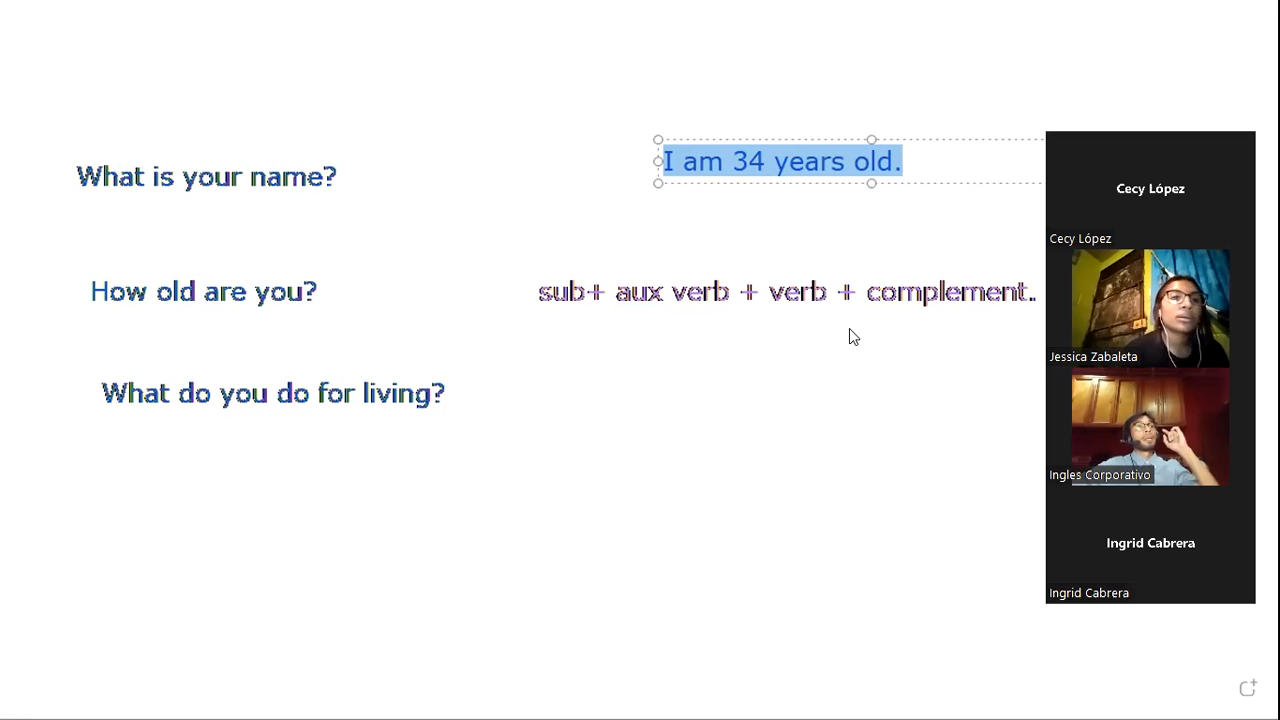 What is your name?
I am 34 years old.
How old are you?
sub+ aux verb + verb + complement.
What do you do for living?
Cecy López
Cecy López
Jessica Zabaleta
Ingles Corporativo
Ingrid Cabrera
Ingrid Cabrera